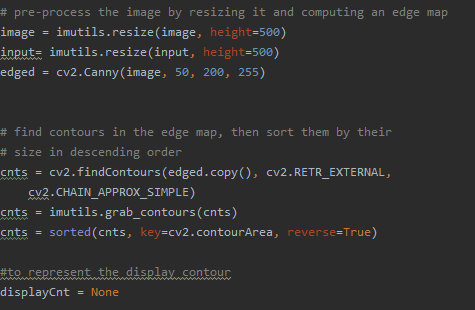 # pre-process the image by resizing it and computing an edge map
image = imutils.resize(image, height=500)
input= imutils.resize(input, height=500)
edged = cv2.Canny(image, 50, 200, 255)
# find contours in the edge map, then sort them by their
# size in descending order
cnts = cv2.findContours(edged.copy(), cv2.RETR_EXTERNAL,
    cv2.CHAIN_APPROX_SIMPLE)
cnts = imutils.grab_contours(cnts)
cnts = sorted(cnts, key=cv2.contourArea, reverse=True)
#to represent the display contour
displayCnt = None